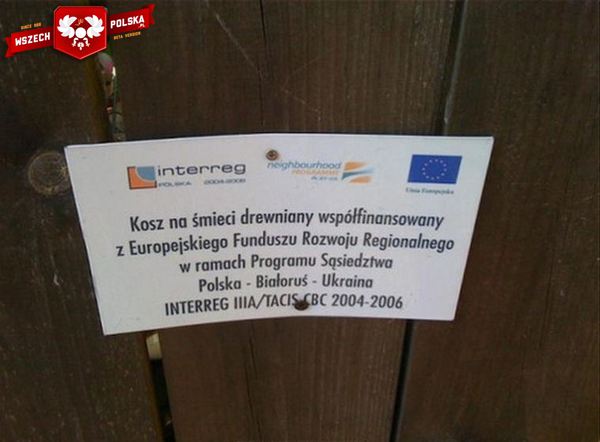 SINCE 966
WSZECH POLSKA.PL
BETA VERSION
interreg
POLSKA 2004-2006
neighbourhood
PROGRAMME
Unia Europejska
Kosz na śmieci drewniany współfinansowany
z Europejskiego Funduszu Rozwoju Regionalnego
w ramach Programu Sąsiedztwa
Polska - Białoruś - Ukraina
INTERREG IIIA/TACIS CBC 2004-2006